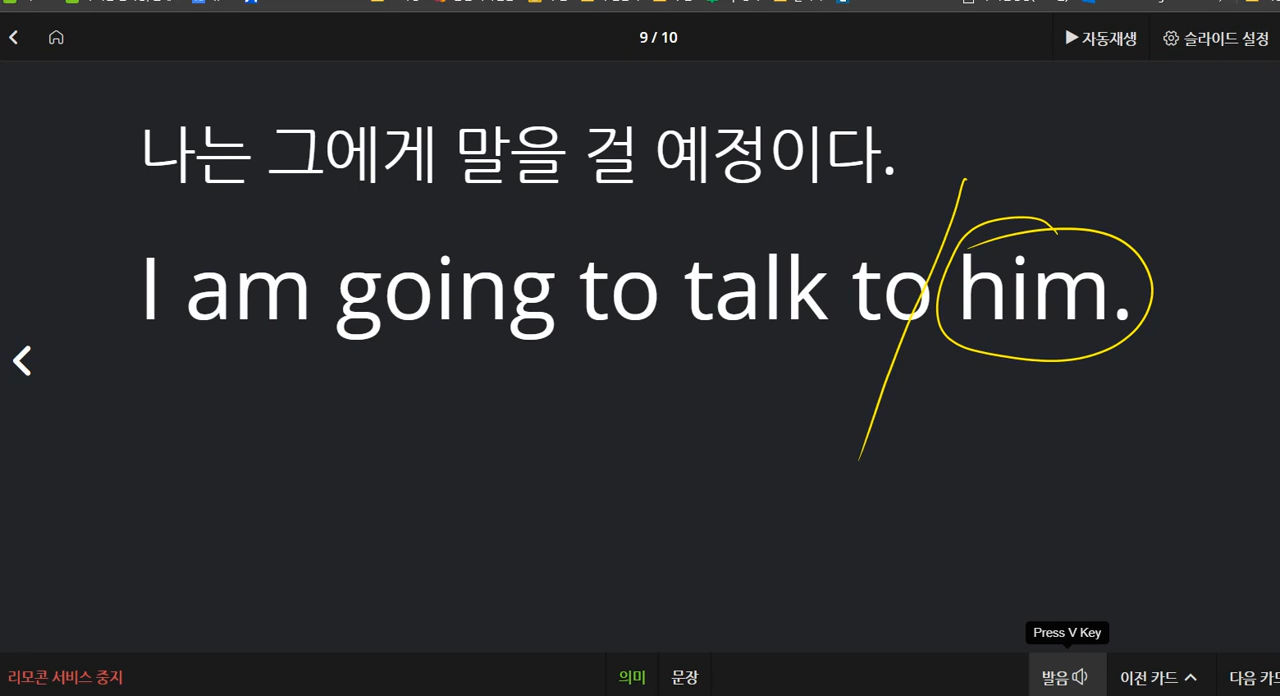 9 / 10
자동재생
슬라이드 설정
나는 그에게 말을 걸 예정이다.
I am going to talk to him.
Press V Key
리모콘 서비스 중지
의미
문장
발음
이전 카드
다음